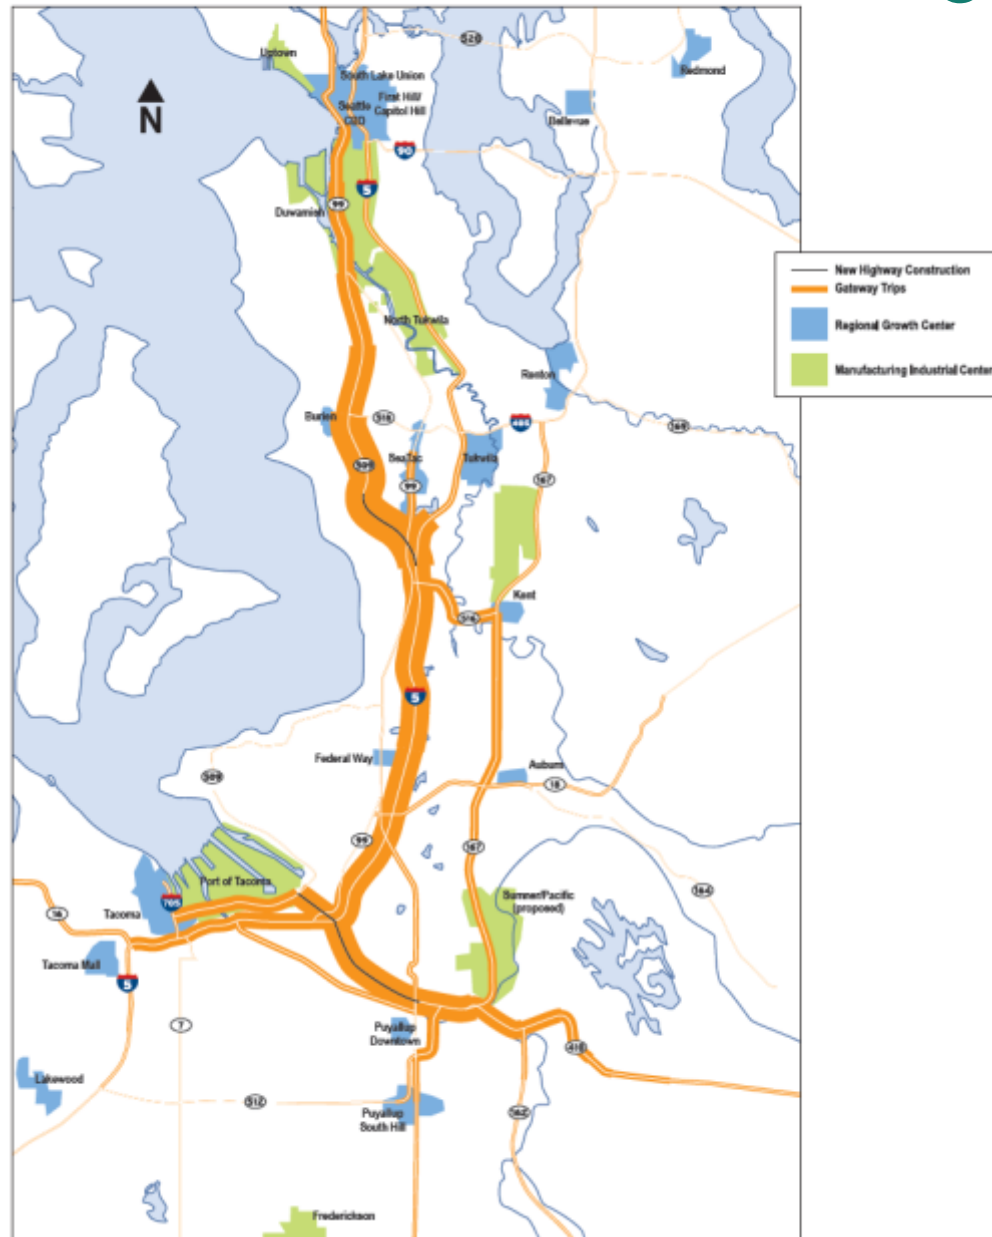 Uptown
520
Redmond
South Lake Union
First Hill/
Capitol Hill
Seattle
CBD
Bellevue
90
5
99
Duwamish
North Tukwila
Renton
Burien
518
405
169
SeaTac
Tukwila
509
99
167
Kent
516
5
Federal Way
Auburn
509
18
99
167
164
Port of Tacoma
Sumner/Pacific
(proposed)
705
Tacoma
16
Tacoma Mall
5
7
Puyallup
Downtown
410
Lakewood
512
Puyallup
South Hill
162
Frederickson
N
New Highway Construction
Gateway Trips
Regional Growth Center
Manufacturing Industrial Center